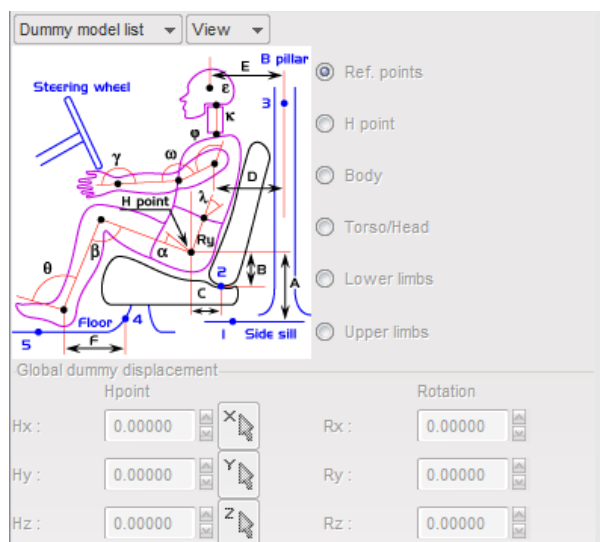 Dummy model list View
B pillar
E
Steering wheel
ε
3
κ
φ
γ
ω
D
λ
H point
Ry
β
α
θ
2
B
A
C
Floor
4
1 Side sill
5
F
Ref. points
H point
Body
Torso/Head
Lower limbs
Upper limbs
Global dummy displacement
Hpoint Rotation
Hx : 0.00000 X Rx : 0.00000
Hy : 0.00000 Y Ry : 0.00000
Hz : 0.00000 Z Rz : 0.00000